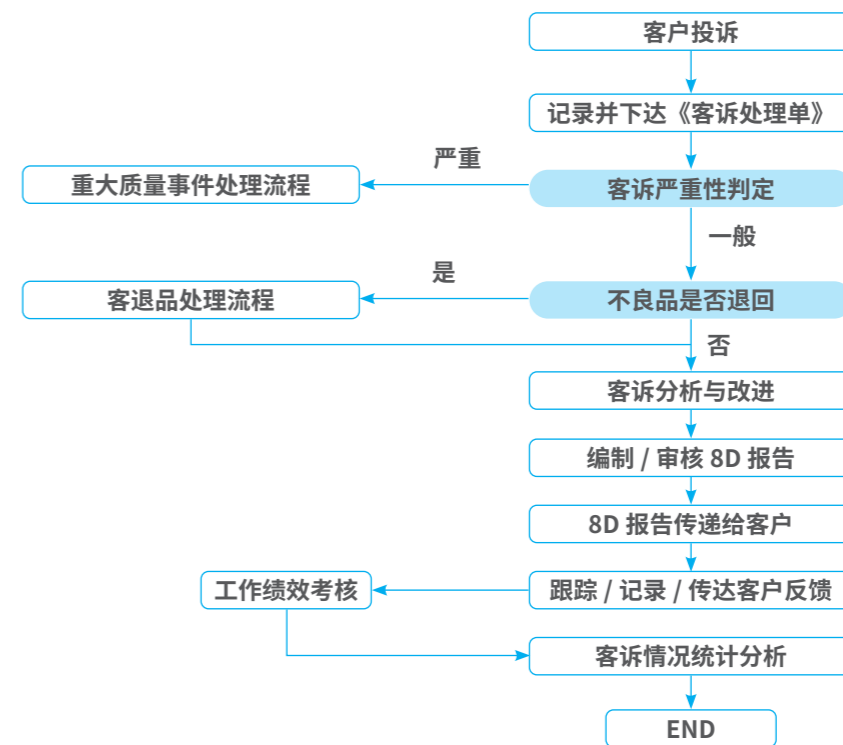 客户投诉
记录并下达《客诉处理单》
严重
重大质量事件处理流程
客诉严重性判定
一般
是
客退品处理流程
不良品是否退回
否
客诉分析与改进
编制 / 审核 8D 报告
8D 报告传递给客户
工作绩效考核
跟踪 / 记录 / 传达客户反馈
客诉情况统计分析
END